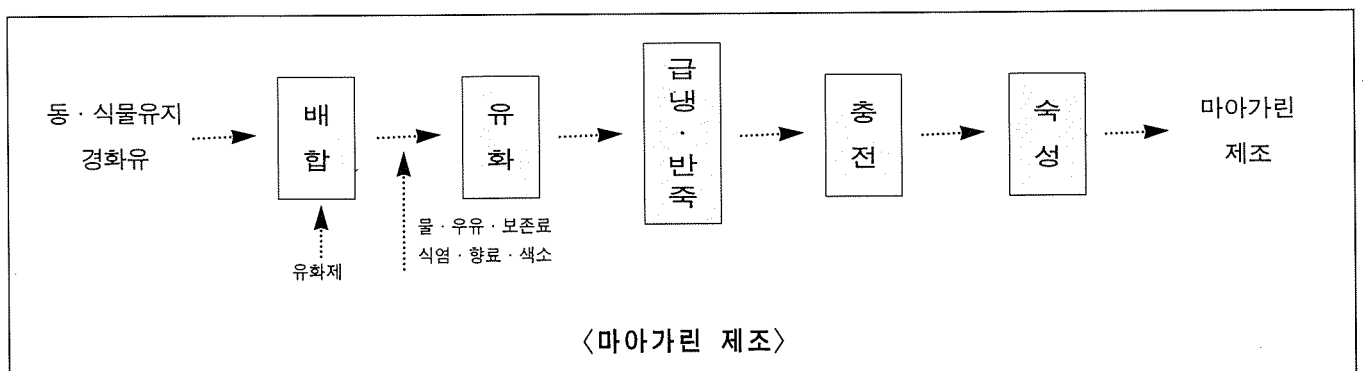 동 · 식물유지
경화유
배합
유화제
물 · 우유 · 보존료
식염 · 향료 · 색소
유화
급냉 · 반죽
충전
숙성
마아가린
제조
〈마아가린 제조〉